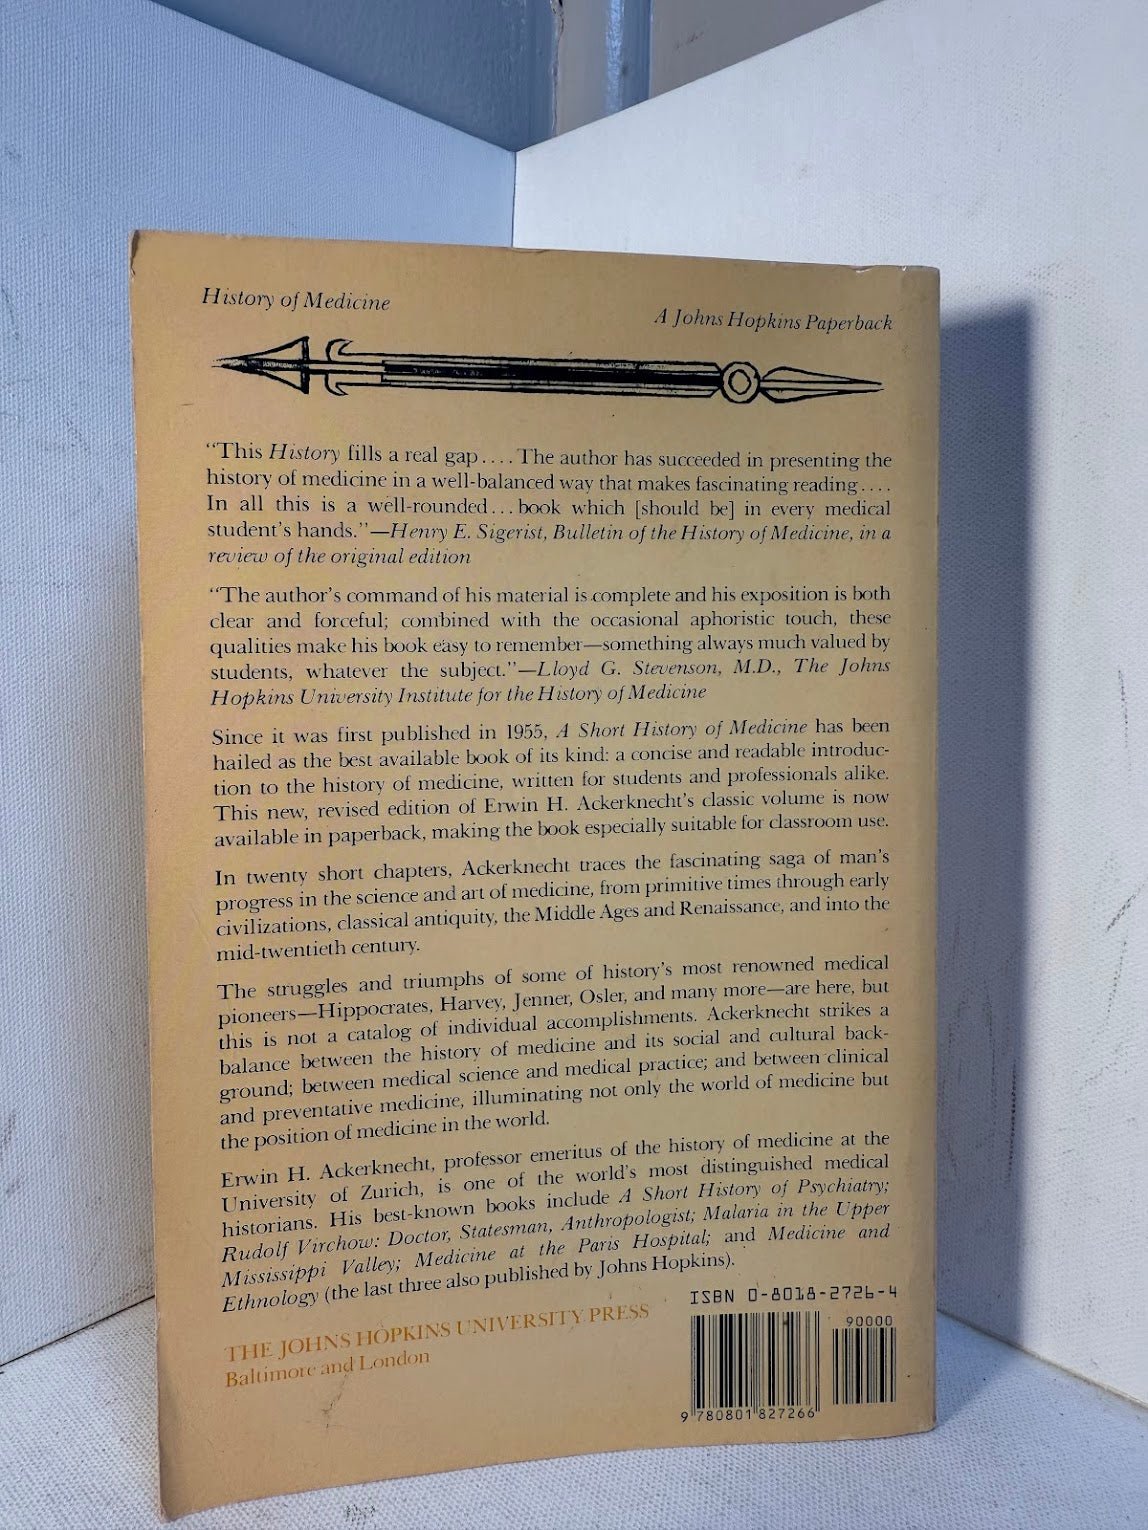 History of Medicine
A Johns Hopkins Paperback
“This History fills a real gap.... The author has succeeded in presenting the
history of medicine in a well-balanced way that makes fascinating reading....
In all this is a well-rounded...book which [should be] in every medical
student's hands.”—Henry E. Sigerist, Bulletin of the History of Medicine, in a
review of the original edition
“The author's command of his material is complete and his exposition is both
clear and forceful; combined with the occasional aphoristic touch, these
qualities make his book easy to remember—something always much valued by
students, whatever the subject.”—Lloyd G. Stevenson, M.D., The Johns
Hopkins University Institute for the History of Medicine
Since it was first published in 1955, A Short History of Medicine has been
hailed as the best available book of its kind: a concise and readable introduc-
tion to the history of medicine, written for students and professionals alike.
This new, revised edition of Erwin H. Ackerknecht's classic volume is now
available in paperback, making the book especially suitable for classroom use.
In twenty short chapters, Ackerknecht traces the fascinating saga of man's
progress in the science and art of medicine, from primitive times through early
civilizations, classical antiquity, the Middle Ages and Renaissance, and into the
mid-twentieth century.
The struggles and triumphs of some of history's most renowned medical
pioneers—Hippocrates, Harvey, Jenner, Osler, and many more—are here, but
this is not a catalog of individual accomplishments. Ackerknecht strikes a
balance between the history of medicine and its social and cultural back-
ground; between medical science and medical practice; and between clinical
and preventative medicine, illuminating not only the world of medicine but
the position of medicine in the world.
Erwin H. Ackerknecht, professor emeritus of the history of medicine at the
University of Zurich, is one of the world's most distinguished medical
historians. His best-known books include A Short History of Psychiatry;
Rudolf Virchow: Doctor, Statesman, Anthropologist; Malaria in the Upper
Mississippi Valley; Medicine at the Paris Hospital; and Medicine and
Ethnology (the last three also published by Johns Hopkins).
ISBN 0-8018-2726-4
THE JOHNS HOPKINS UNIVERSITY PRESS
Baltimore and London
90000
9 780801 827266